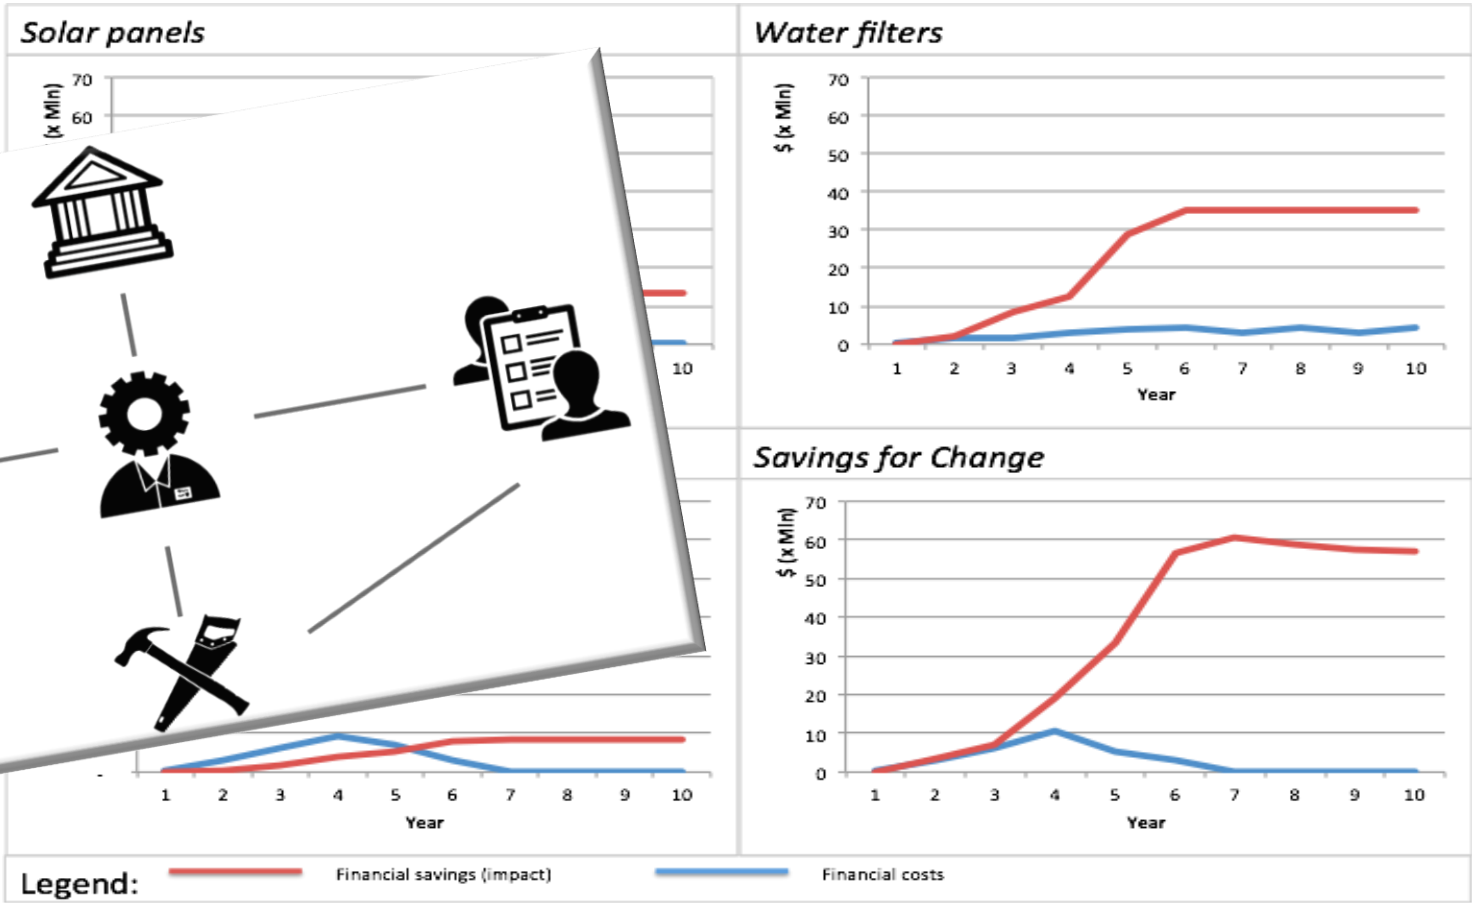 Solar panels
70
60
(x Mln)
10
Water filters
$ (x Mln)
70
60
50
40
30
20
10
0
1 2 3 4 5 6 7 8 9 10
Year
-
1 2 3 4 5 6 7 8 9 10
Year
Savings for Change
$ (x Mln)
70
60
50
40
30
20
10
0
1 2 3 4 5 6 7 8 9 10
Year
Legend: Financial savings (impact) Financial costs